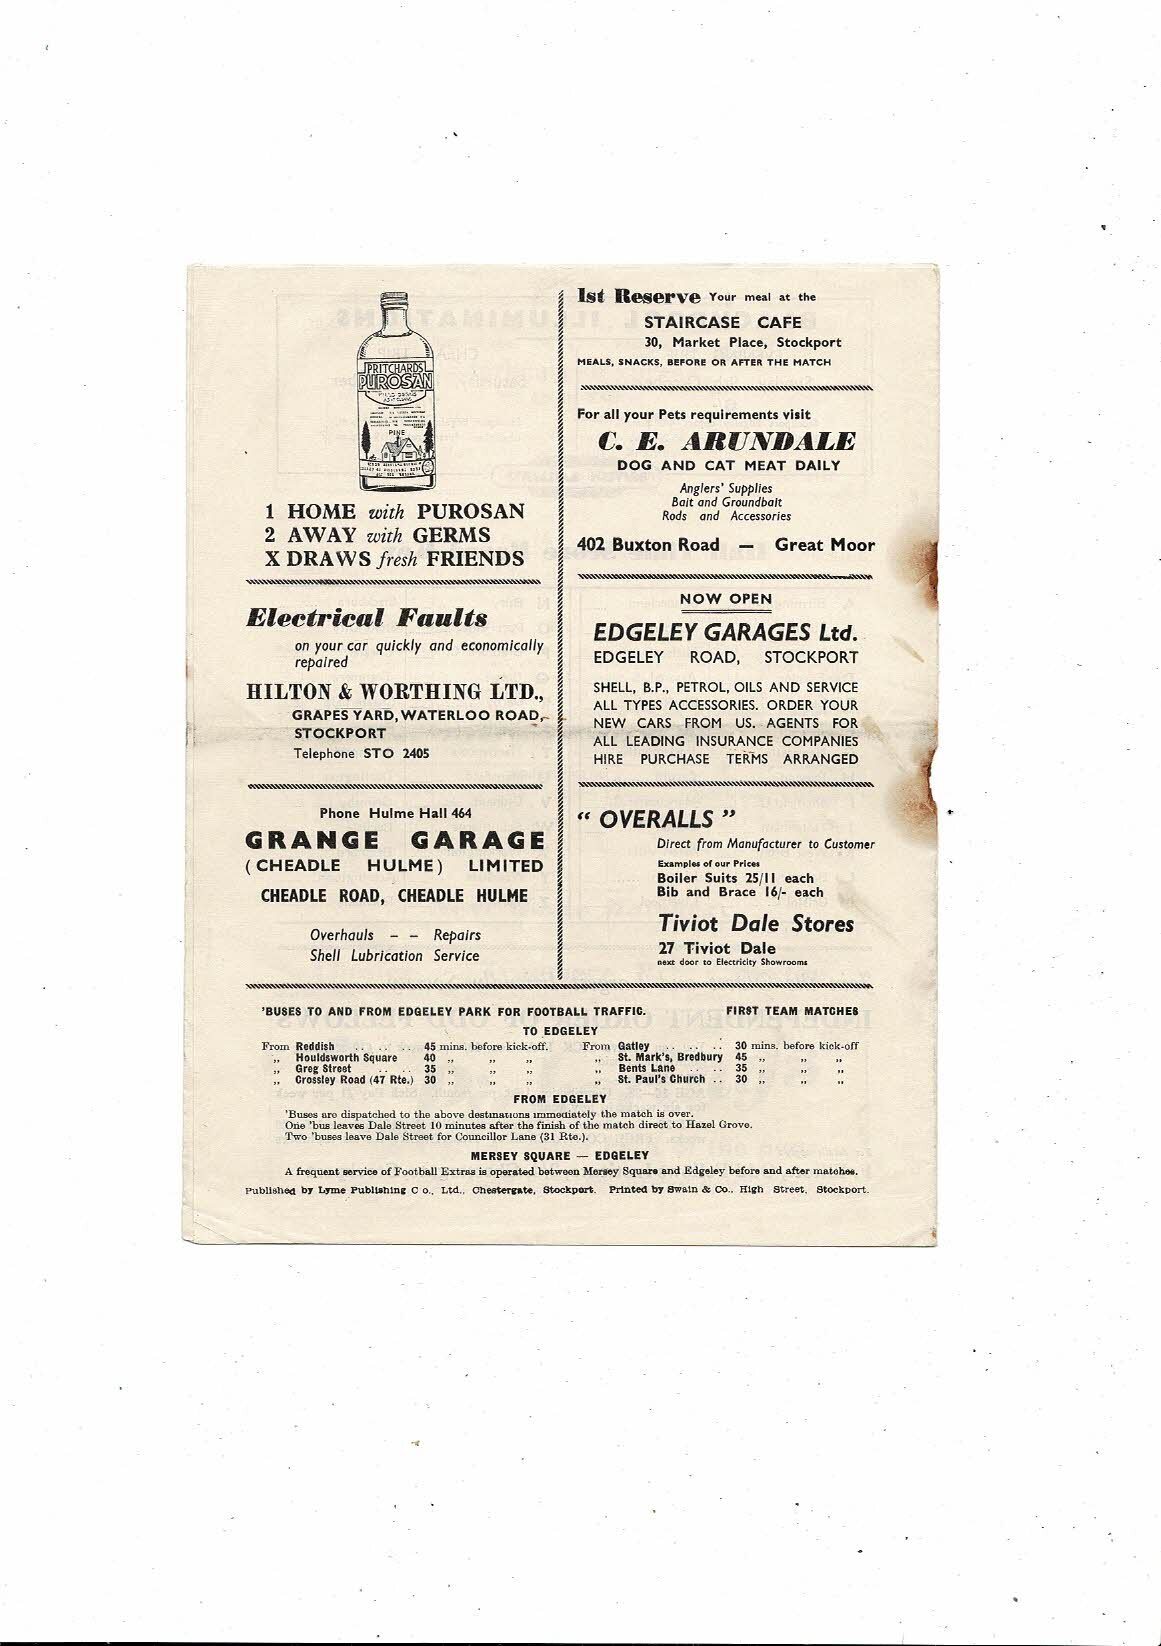 PRITCHARDS
PUROSAN
PINE
1 HOME with PUROSAN
2 AWAY with GERMS
X DRAWS fresh FRIENDS
Electrical Faults
on your car quickly and economically
repaired
HILTON & WORTHING LTD.,
GRAPES YARD, WATERLOO ROAD,
STOCKPORT
Telephone STO 2405
Phone Hulme Hall 464
GRANGE GARAGE
(CHEADLE HULME) LIMITED
CHEADLE ROAD, CHEADLE HULME
Overhauls – – Repairs
Shell Lubrication Service
1st Reserve Your meal at the
STAIRCASE CAFE
30, Market Place, Stockport
MEALS, SNACKS, BEFORE OR AFTER THE MATCH
For all your Pets requirements visit
C. E. ARUNDALE
DOG AND CAT MEAT DAILY
Anglers' Supplies
Bait and Groundbait
Rods and Accessories
402 Buxton Road — Great Moor
NOW OPEN
EDGELEY GARAGES Ltd.
EDGELEY ROAD, STOCKPORT
SHELL, B.P., PETROL, OILS AND SERVICE
ALL TYPES ACCESSORIES. ORDER YOUR
NEW CARS FROM US. AGENTS FOR
ALL LEADING INSURANCE COMPANIES
HIRE PURCHASE TERMS ARRANGED
" OVERALLS "
Direct from Manufacturer to Customer
Examples of our Prices
Boiler Suits 25/11 each
Bib and Brace 16/- each
Tiviot Dale Stores
27 Tiviot Dale
next door to Electricity Showrooms
'BUSES TO AND FROM EDGELEY PARK FOR FOOTBALL TRAFFIC. FIRST TEAM MATCHES
TO EDGELEY
From Reddish .. .. .. 45 mins. before kick-off. From Gatley .. .. .. 30 mins. before kick-off
,, Houldsworth Square 40 ,, ,, ,, ,, St. Mark's, Bredbury 45 ,, ,, ,,
,, Greg Street .. .. 35 ,, ,, ,, ,, Bents Lane .. .. 35 ,, ,, ,,
,, Crossley Road (47 Rte.) 30 ,, ,, ,, ,, St. Paul's Church .. 30 ,, ,, ,,
FROM EDGELEY
'Buses are dispatched to the above destinations immediately the match is over.
One 'bus leaves Dale Street 10 minutes after the finish of the match direct to Hazel Grove.
Two 'buses leave Dale Street for Councillor Lane (31 Rte.).
MERSEY SQUARE — EDGELEY
A frequent service of Football Extras is operated between Mersey Square and Edgeley before and after matches.
Published by Lyme Publishing C o., Ltd., Chestergate, Stockport. Printed by Swain & Co., High Street, Stockport.